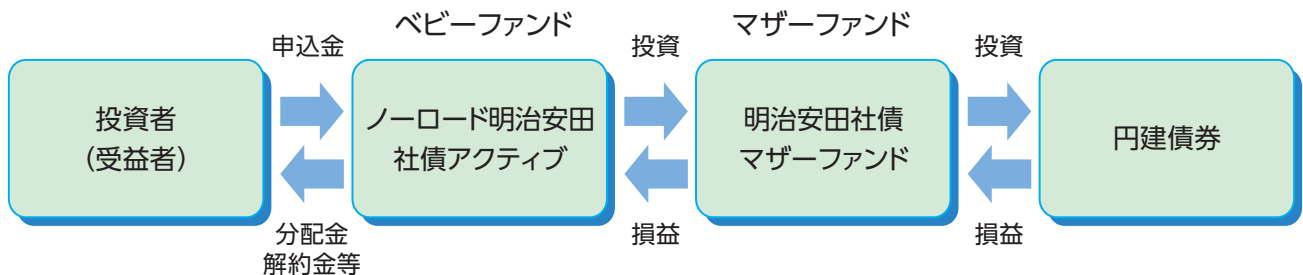 ベビーファンド
マザーファンド
申込金
投資
投資
投資者
(受益者)
ノーロード明治安田
社債アクティブ
明治安田社債
マザーファンド
円建債券
分配金
解約金等
損益
損益